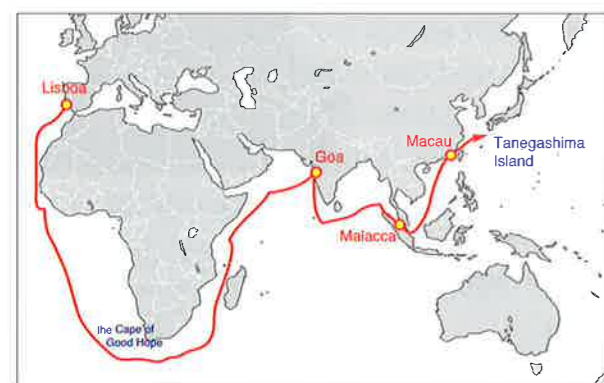 Lisboa
Goa
Macau
Tanegashima
Island
Malacca
the Cape of
Good Hope